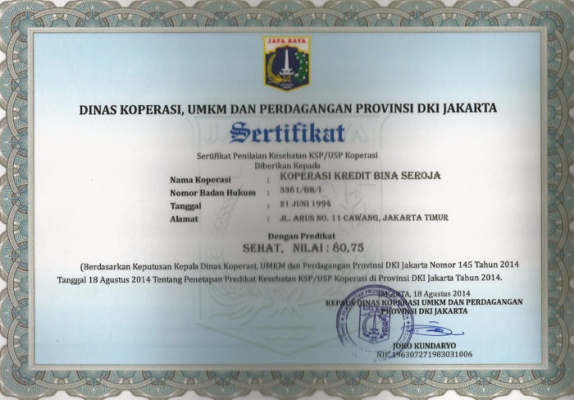 JAYA RAYA
DINAS KOPERASI, UMKM DAN PERDAGANGAN PROVINSI DKI JAKARTA
Sertifikat
Sertifikat Penilaian Kesehatan KSP/USP Koperasi
Diberikan Kepada
Nama Koperasi : KOPERASI KREDIT BINA SEROJA
Nomor Badan Hukum : 3361/BH/I
Tanggal : 21 JUNI 1994
Alamat : JL. ARUS NO. 11 CAWANG, JAKARTA TIMUR
Dengan Predikat
SEHAT, NILAI : 80,75
(Berdasarkan Keputusan Kepala Dinas Koperasi, UMKM dan Perdagangan Provinsi DKI Jakarta Nomor 145 Tahun 2014
Tanggal 18 Agustus 2014 Tentang Penetapan Predikat Kesehatan KSP/USP Koperasi di Provinsi DKI Jakarta Tahun 2014.
JAKARTA, 18 Agustus 2014
KEPALA DINAS KOPERASI UMKM DAN PERDAGANGAN
PROVINSI DKI JAKARTA
JOKO KUNDARYO
NIP. 196307271983031006